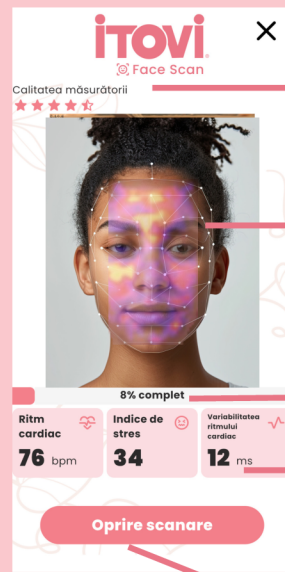 iTOVi
Face Scan
Calitatea măsurătorii
8% complet
Ritm
cardiac
76 bpm
Indice de
stres
34
Variabilitatea
ritmului
cardiac
12 ms
Oprire scanare